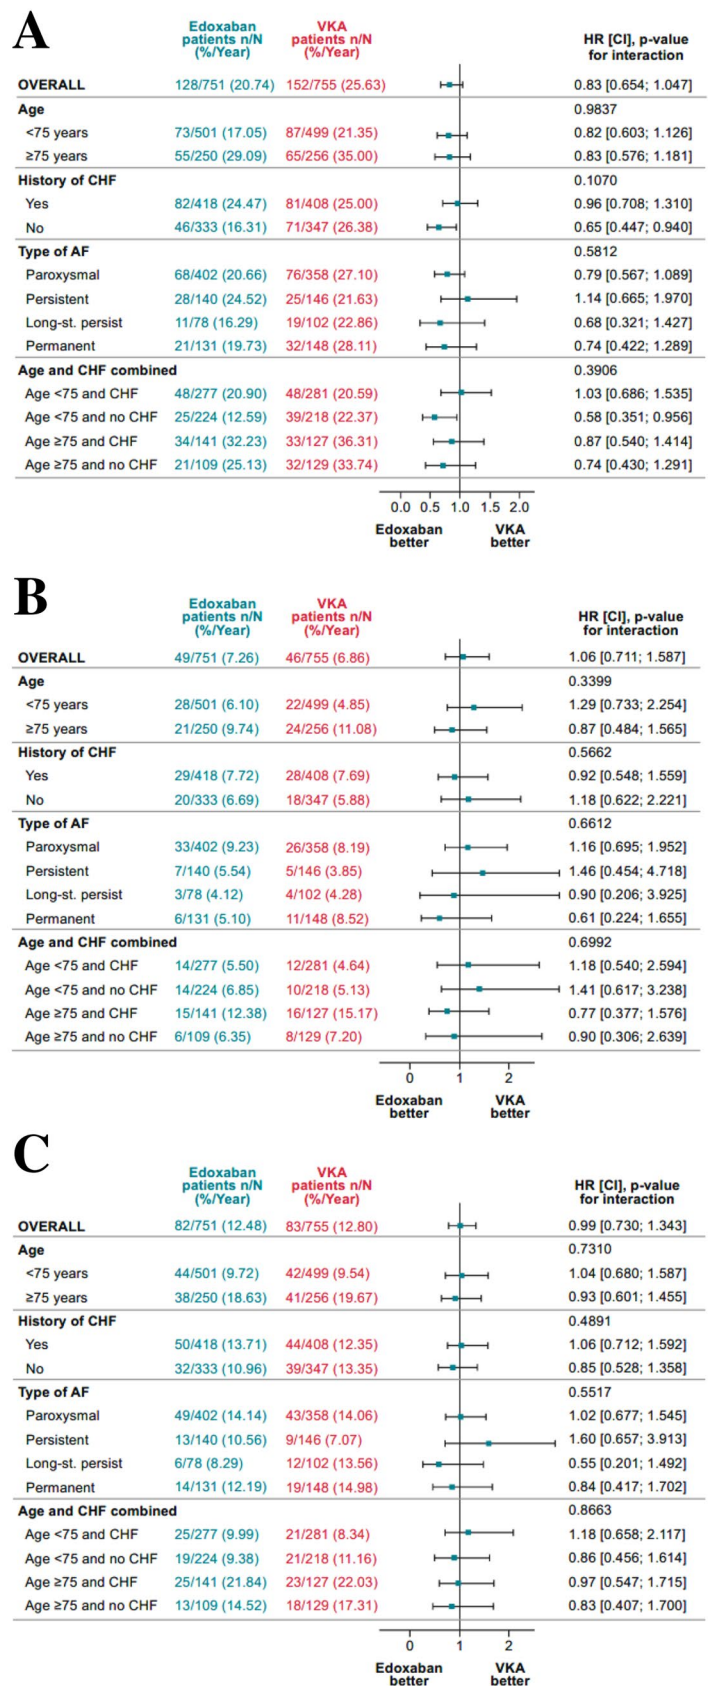 A
Edoxaban patients n/N (%/Year) VKA patients n/N (%/Year) HR [CI], p-value for interaction
OVERALL 128/751 (20.74) 152/755 (25.63) 0.83 [0.654; 1.047]
Age 0.9837
<75 years 73/501 (17.05) 87/499 (21.35) 0.82 [0.603; 1.126]
≥75 years 55/250 (29.09) 65/256 (35.00) 0.83 [0.576; 1.181]
History of CHF 0.1070
Yes 82/418 (24.47) 81/408 (25.00) 0.96 [0.708; 1.310]
No 46/333 (16.31) 71/347 (26.38) 0.65 [0.447; 0.940]
Type of AF 0.5812
Paroxysmal 68/402 (20.66) 76/358 (27.10) 0.79 [0.567; 1.089]
Persistent 28/140 (24.52) 25/146 (21.63) 1.14 [0.665; 1.970]
Long-st. persist 11/78 (16.29) 19/102 (22.86) 0.68 [0.321; 1.427]
Permanent 21/131 (19.73) 32/148 (28.11) 0.74 [0.422; 1.289]
Age and CHF combined 0.3906
Age <75 and CHF 48/277 (20.90) 48/281 (20.59) 1.03 [0.686; 1.535]
Age <75 and no CHF 25/224 (12.59) 39/218 (22.37) 0.58 [0.351; 0.956]
Age ≥75 and CHF 34/141 (32.23) 33/127 (36.31) 0.87 [0.540; 1.414]
Age ≥75 and no CHF 21/109 (25.13) 32/129 (33.74) 0.74 [0.430; 1.291]
0.0 0.5 1.0 1.5 2.0
Edoxaban better VKA better
B
Edoxaban patients n/N (%/Year) VKA patients n/N (%/Year) HR [CI], p-value for interaction
OVERALL 49/751 (7.26) 46/755 (6.86) 1.06 [0.711; 1.587]
Age 0.3399
<75 years 28/501 (6.10) 22/499 (4.85) 1.29 [0.733; 2.254]
≥75 years 21/250 (9.74) 24/256 (11.08) 0.87 [0.484; 1.565]
History of CHF 0.5662
Yes 29/418 (7.72) 28/408 (7.69) 0.92 [0.548; 1.559]
No 20/333 (6.69) 18/347 (5.88) 1.18 [0.622; 2.221]
Type of AF 0.6612
Paroxysmal 33/402 (9.23) 26/358 (8.19) 1.16 [0.695; 1.952]
Persistent 7/140 (5.54) 5/146 (3.85) 1.46 [0.454; 4.718]
Long-st. persist 3/78 (4.12) 4/102 (4.28) 0.90 [0.206; 3.925]
Permanent 6/131 (5.10) 11/148 (8.52) 0.61 [0.224; 1.655]
Age and CHF combined 0.6992
Age <75 and CHF 14/277 (5.50) 12/281 (4.64) 1.18 [0.540; 2.594]
Age <75 and no CHF 14/224 (6.85) 10/218 (5.13) 1.41 [0.617; 3.238]
Age ≥75 and CHF 15/141 (12.38) 16/127 (15.17) 0.77 [0.377; 1.576]
Age ≥75 and no CHF 6/109 (6.35) 8/129 (7.20) 0.90 [0.306; 2.639]
0 1 2
Edoxaban better VKA better
C
Edoxaban patients n/N (%/Year) VKA patients n/N (%/Year) HR [CI], p-value for interaction
OVERALL 82/751 (12.48) 83/755 (12.80) 0.99 [0.730; 1.343]
Age 0.7310
<75 years 44/501 (9.72) 42/499 (9.54) 1.04 [0.680; 1.587]
≥75 years 38/250 (18.63) 41/256 (19.67) 0.93 [0.601; 1.455]
History of CHF 0.4891
Yes 50/418 (13.71) 44/408 (12.35) 1.06 [0.712; 1.592]
No 32/333 (10.96) 39/347 (13.35) 0.85 [0.528; 1.358]
Type of AF 0.5517
Paroxysmal 49/402 (14.14) 43/358 (14.06) 1.02 [0.677; 1.545]
Persistent 13/140 (10.56) 9/146 (7.07) 1.60 [0.657; 3.913]
Long-st. persist 6/78 (8.29) 12/102 (13.56) 0.55 [0.201; 1.492]
Permanent 14/131 (12.19) 19/148 (14.98) 0.84 [0.417; 1.702]
Age and CHF combined 0.8663
Age <75 and CHF 25/277 (9.99) 21/281 (8.34) 1.18 [0.658; 2.117]
Age <75 and no CHF 19/224 (9.38) 21/218 (11.16) 0.86 [0.456; 1.614]
Age ≥75 and CHF 25/141 (21.84) 23/127 (22.03) 0.97 [0.547; 1.715]
Age ≥75 and no CHF 13/109 (14.52) 18/129 (17.31) 0.83 [0.407; 1.700]
0 1 2
Edoxaban better VKA better